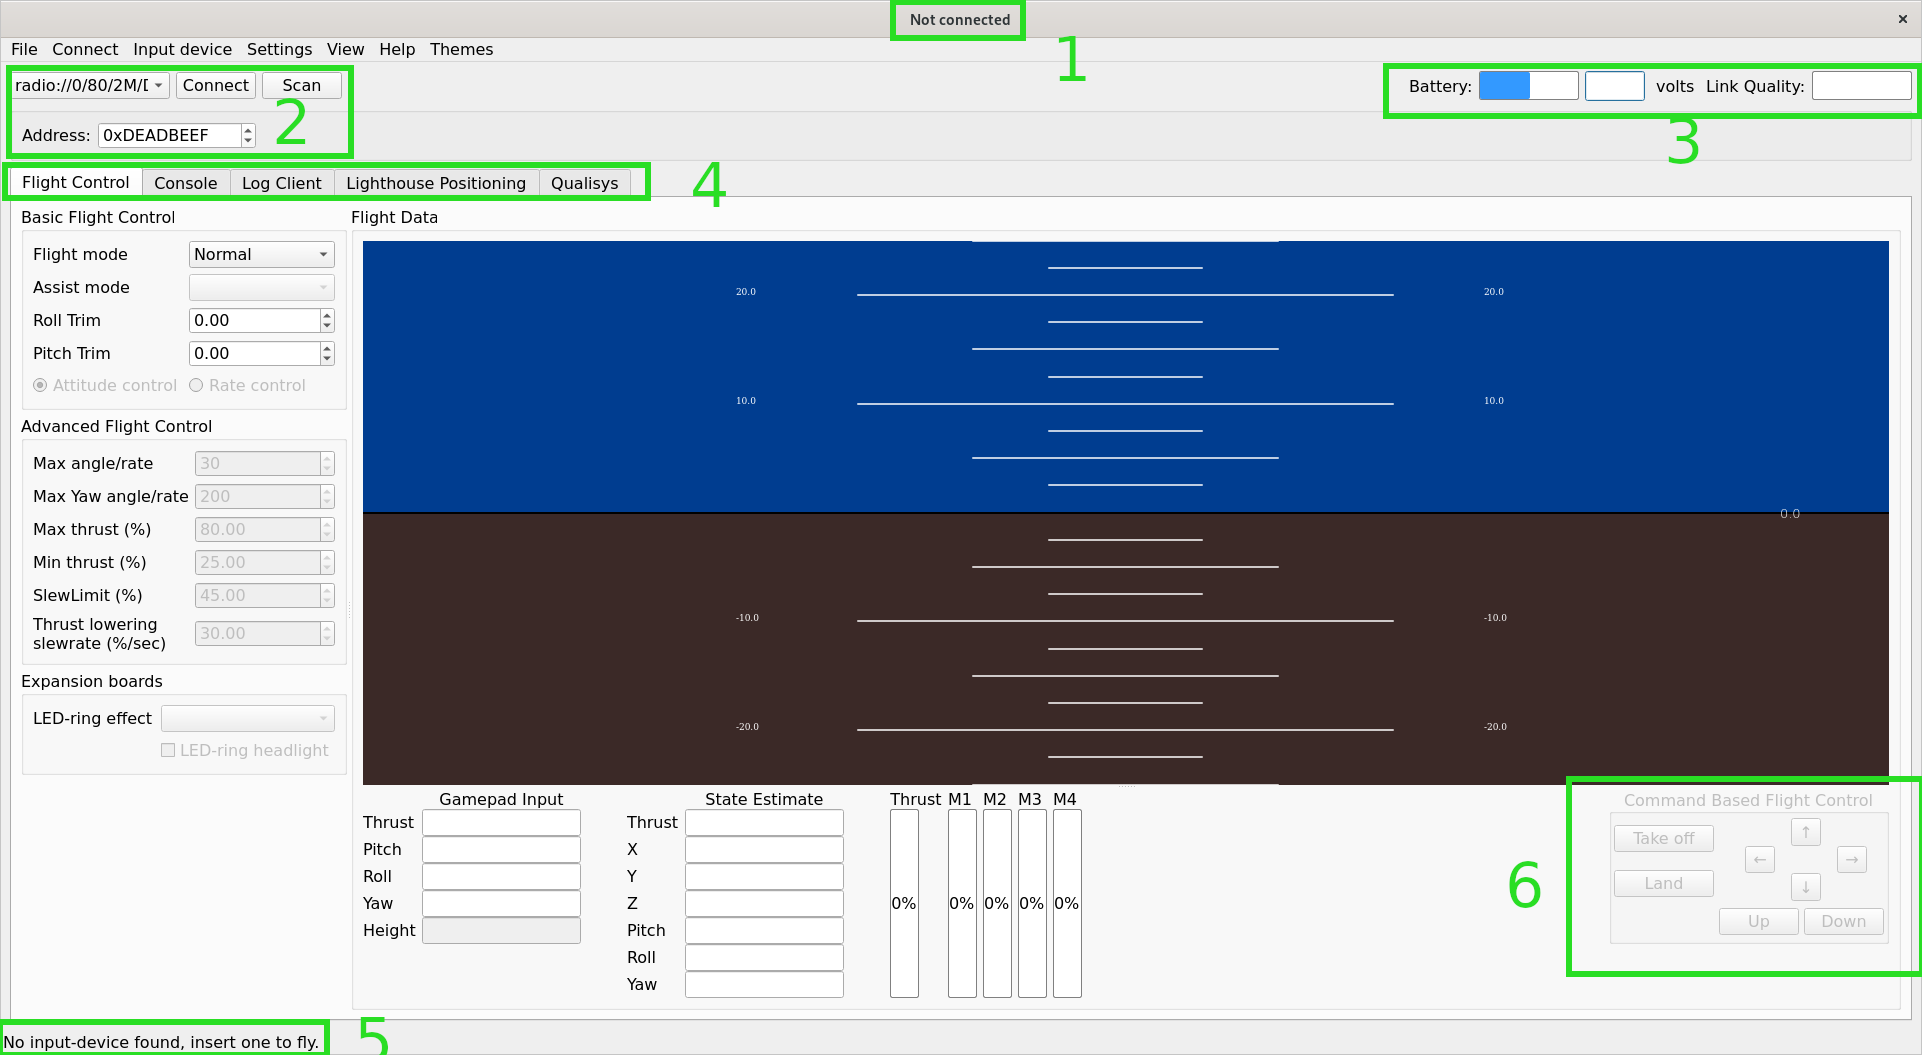 Not connected
×
1
File Connect Input device Settings View Help Themes
radio://0/80/2M/D Connect Scan
2
Battery: volts Link Quality:
3
Address: 0xDEADBEEF
Flight Control Console Log Client Lighthouse Positioning Qualisys
4
Basic Flight Control
Flight mode Normal
Assist mode
Roll Trim 0.00
Pitch Trim 0.00
Attitude control Rate control
Advanced Flight Control
Max angle/rate 30
Max Yaw angle/rate 200
Max thrust (%) 80.00
Min thrust (%) 25.00
SlewLimit (%) 45.00
Thrust lowering
slewrate (%/sec) 30.00
Expansion boards
LED-ring effect
LED-ring headlight
Flight Data
20.0 20.0
10.0 10.0
0.0
-10.0 -10.0
-20.0 -20.0
Gamepad Input
Thrust
Pitch
Roll
Yaw
Height
State Estimate
Thrust
X
Y
Z
Pitch
Roll
Yaw
Thrust M1 M2 M3 M4
0% 0% 0% 0% 0%
6
Command Based Flight Control
Take off ↑
← →
Land ↓
Up Down
No input-device found, insert one to fly.
5